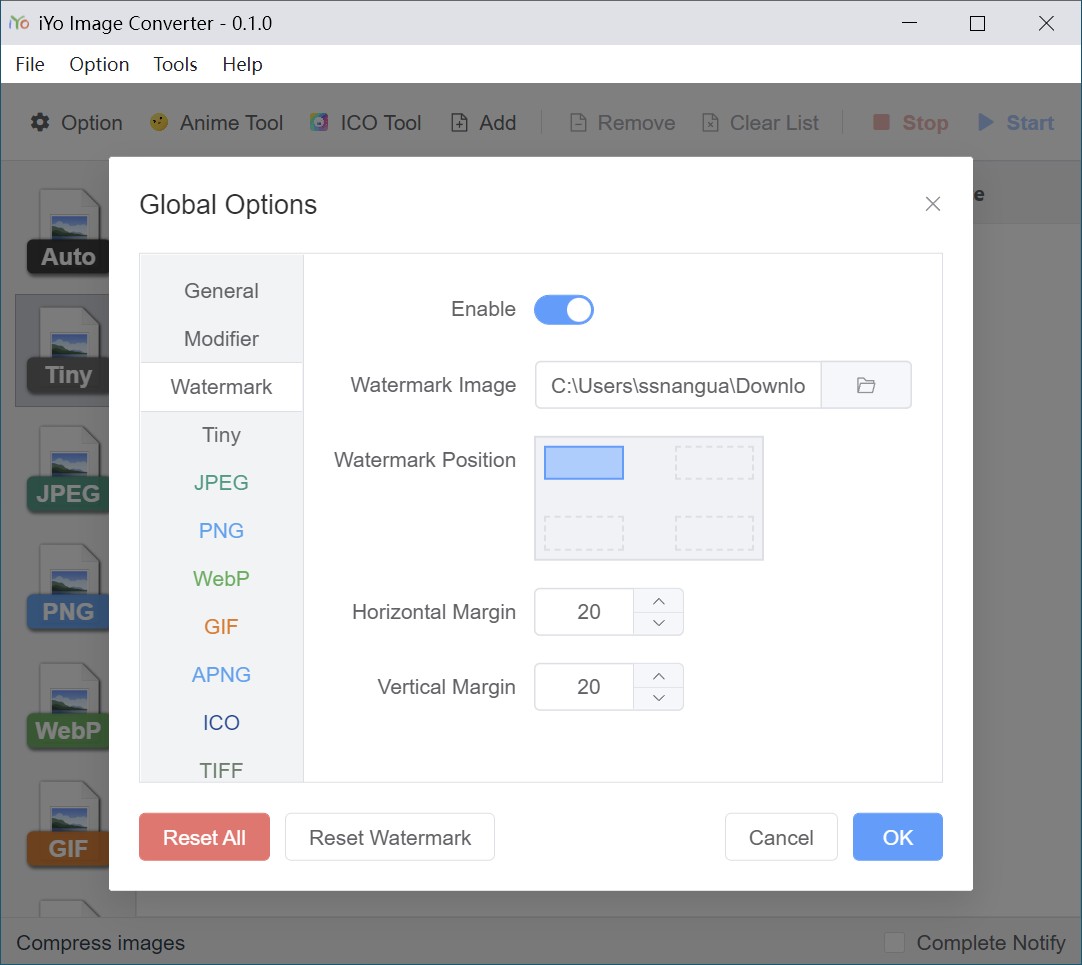 iYo Image Converter - 0.1.0
File Option Tools Help
Option Anime Tool ICO Tool Add Remove Clear List Stop Start
Global Options
Auto
Tiny
JPEG
PNG
WebP
GIF
General
Modifier
Watermark
Tiny
JPEG
PNG
WebP
GIF
APNG
ICO
TIFF
Enable
Watermark Image C:\Users\ssnangua\Downlo
Watermark Position
Horizontal Margin 20
Vertical Margin 20
Reset All Reset Watermark Cancel OK
Compress images Complete Notify